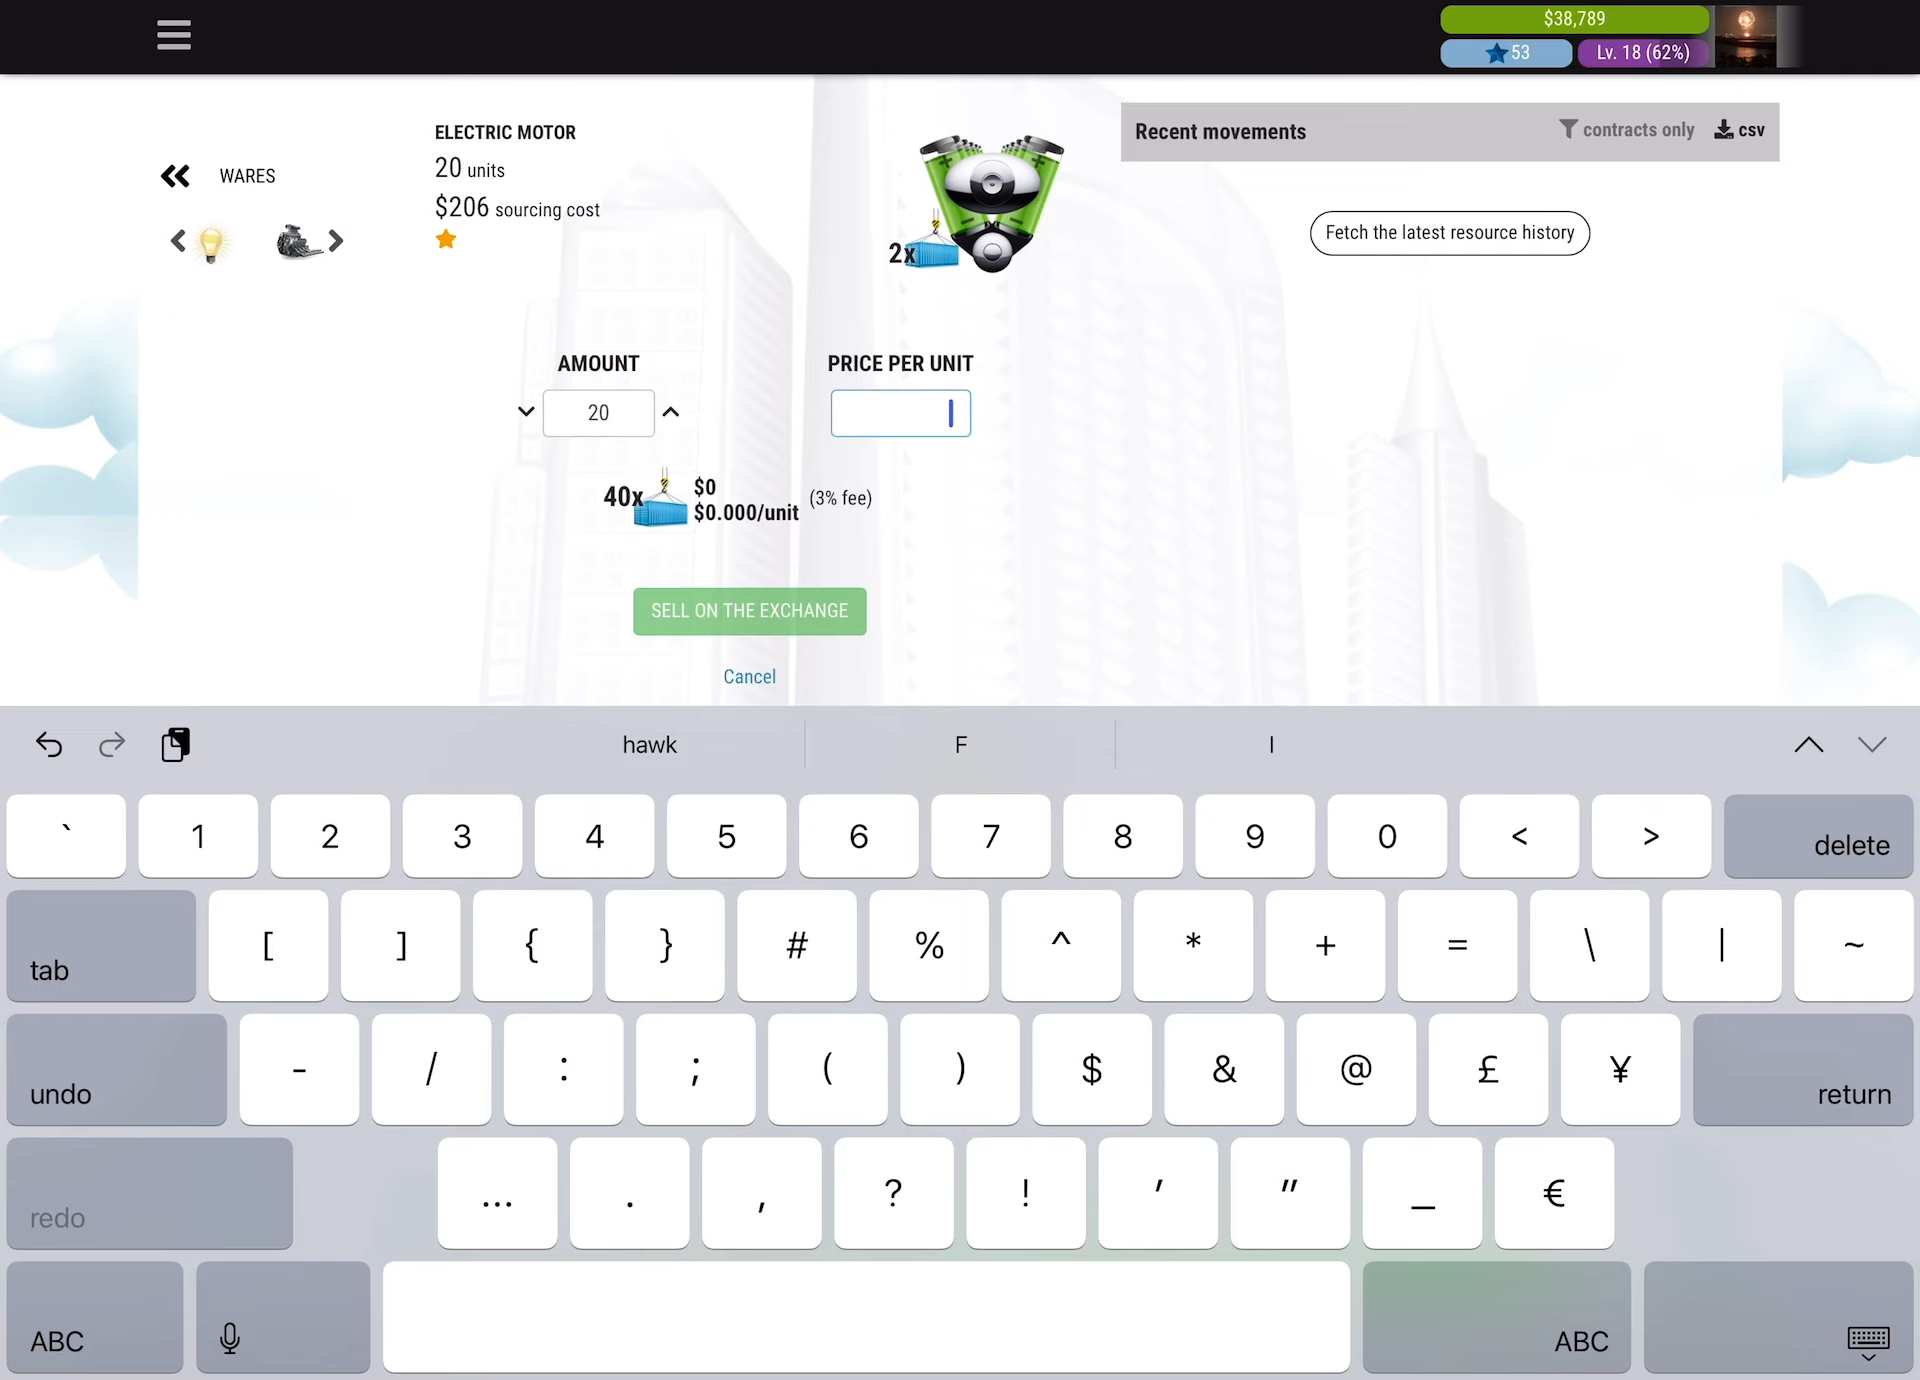 $38,789
53
Lv. 18 (62%)
ELECTRIC MOTOR
20 units
$206 sourcing cost
WARES
2x
Recent movements
contracts only
csv
Fetch the latest resource history
AMOUNT
PRICE PER UNIT
20
40x
$0
$0.000/unit
(3% fee)
SELL ON THE EXCHANGE
Cancel
hawk
F
I
` 1 2 3 4 5 6 7 8 9 0 < > delete
tab [ ] { } # % ^ * + = \ | ~
undo - / : ; ( ) $ & @ £ ¥ return
redo ... . , ? ! ' " _ €
ABC ABC